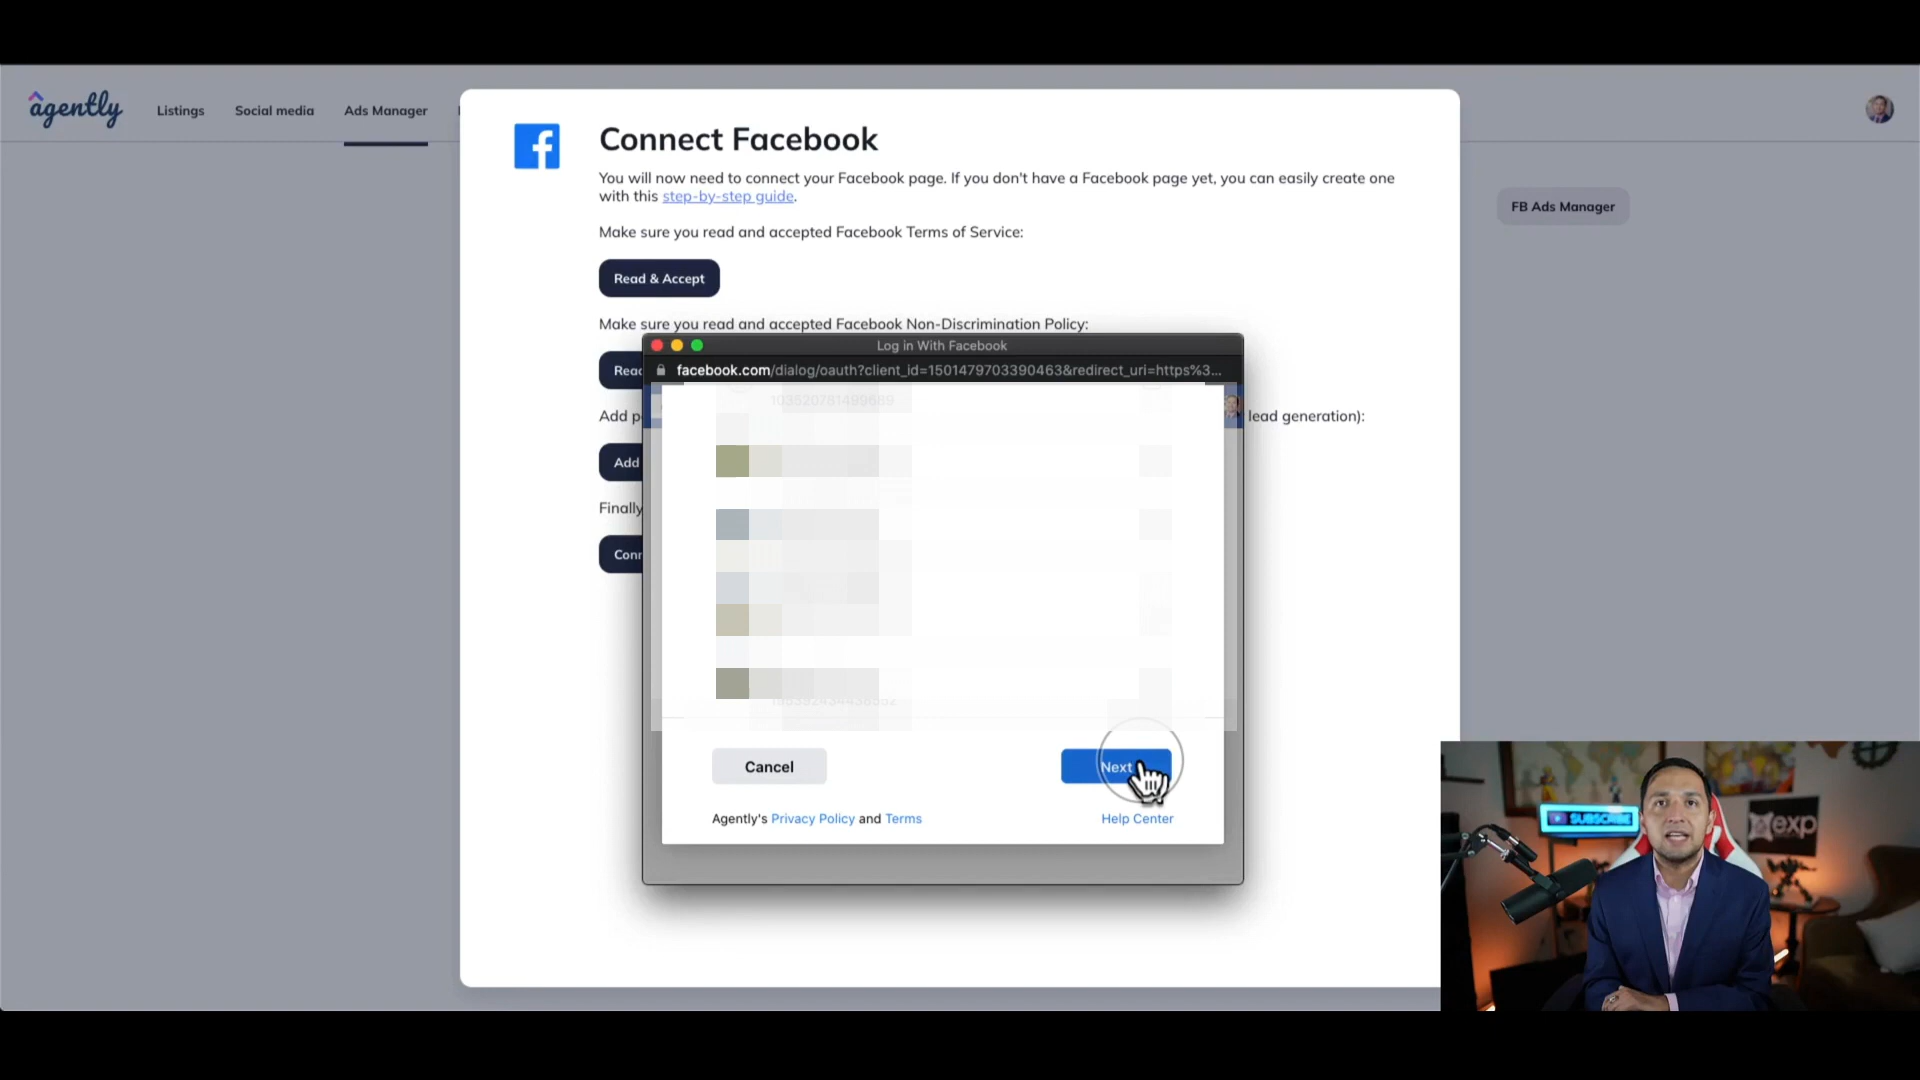 agently
Listings
Social media
Ads Manager
Connect Facebook
You will now need to connect your Facebook page. If you don't have a Facebook page yet, you can easily create one
with this step-by-step guide.
FB Ads Manager
Make sure you read and accepted Facebook Terms of Service:
Read & Accept
Make sure you read and accepted Facebook Non-Discrimination Policy:
Log in With Facebook
facebook.com/dialog/oauth?client_id=1501479703390463&redirect_uri=https%3...
Add
lead generation):
Add
Finally
Cancel
Next
Agently's Privacy Policy and Terms
Help Center
SUBSCRIBE
exp